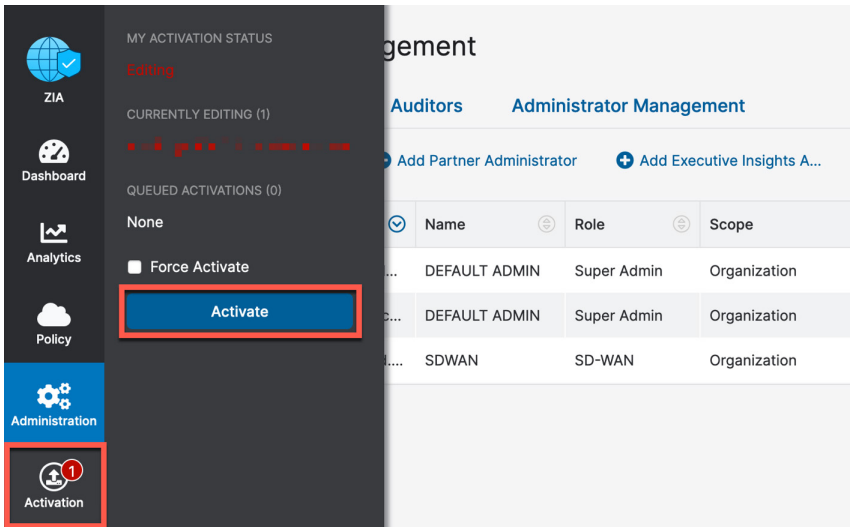 ZIA
Dashboard
Analytics
Policy
Administration
1
Activation
MY ACTIVATION STATUS
Editing
CURRENTLY EDITING (1)
QUEUED ACTIVATIONS (0)
None
Force Activate
Activate
gement
Auditors Administrator Management
Add Partner Administrator Add Executive Insights A...
Name Role Scope
... DEFAULT ADMIN Super Admin Organization
c... DEFAULT ADMIN Super Admin Organization
.... SDWAN SD-WAN Organization